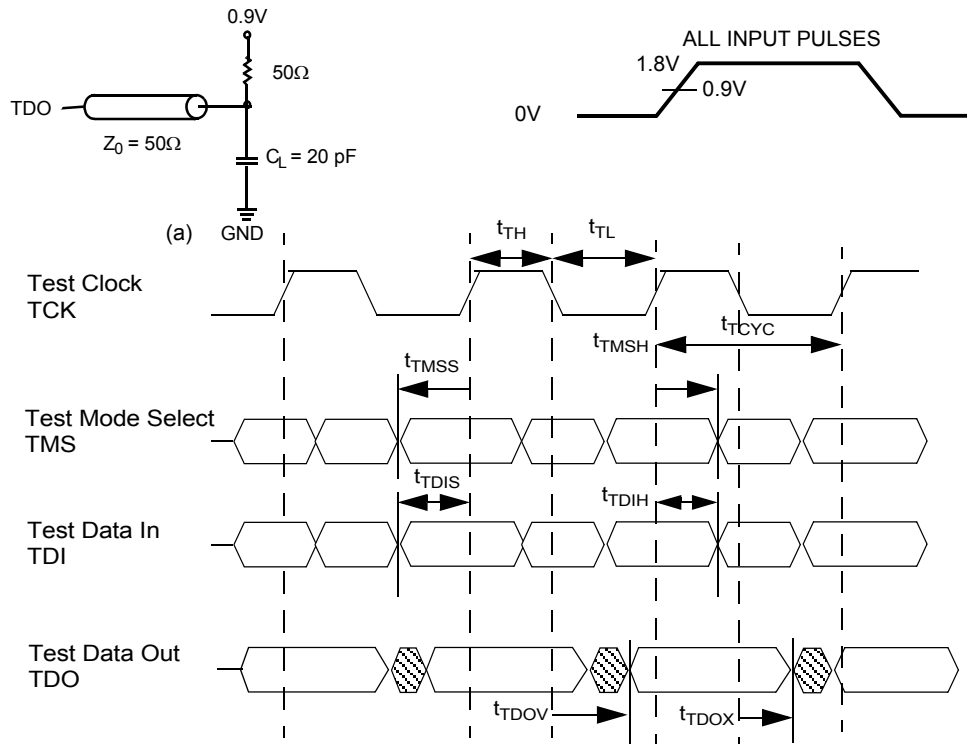 0.9V
50Ω
TDO
Z0 = 50Ω
CL = 20 pF
(a)
GND
ALL INPUT PULSES
1.8V
0.9V
0V
tTH
tTL
Test Clock
TCK
tTCYC
tTMSH
tTMSS
Test Mode Select
TMS
tTDIS
tTDIH
Test Data In
TDI
Test Data Out
TDO
tTDOV
tTDOX